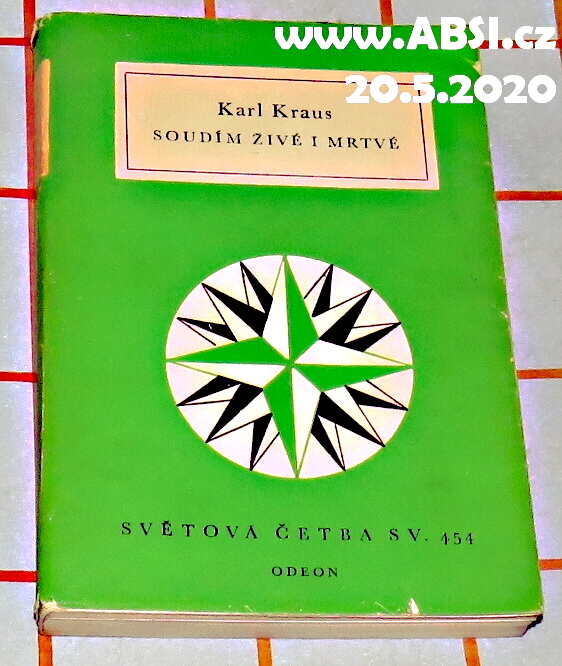 www.ABSI.cz
20.5.2020
Karl Kraus
SOUDÍM ŽIVÉ I MRTVÉ
SVĚTOVÁ ČETBA SV. 454
ODEON